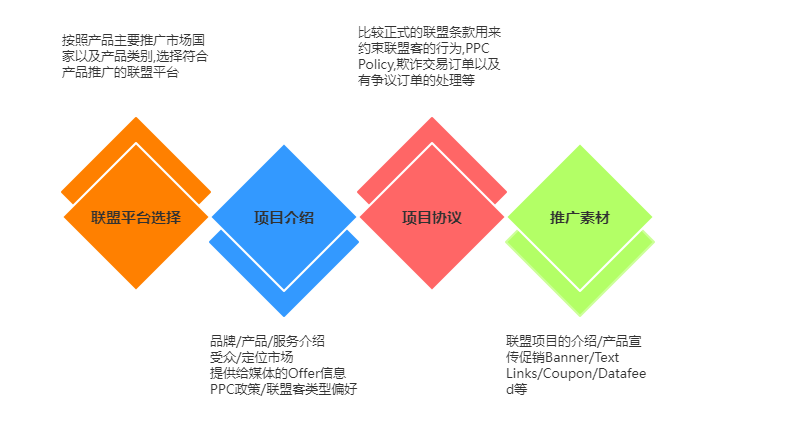 按照产品主要推广市场国
家以及产品类别,选择符合
产品推广的联盟平台
比较正式的联盟条款用来
约束联盟客的行为,PPC
Policy,欺诈交易订单以及
有争议订单的处理等
联盟平台选择
项目介绍
项目协议
推广素材
品牌/产品/服务介绍
受众/定位市场
提供给媒体的Offer信息
PPC政策/联盟客类型偏好
联盟项目的介绍/产品宣
传促销Banner/Text
Links/Coupon/Datafee
d等